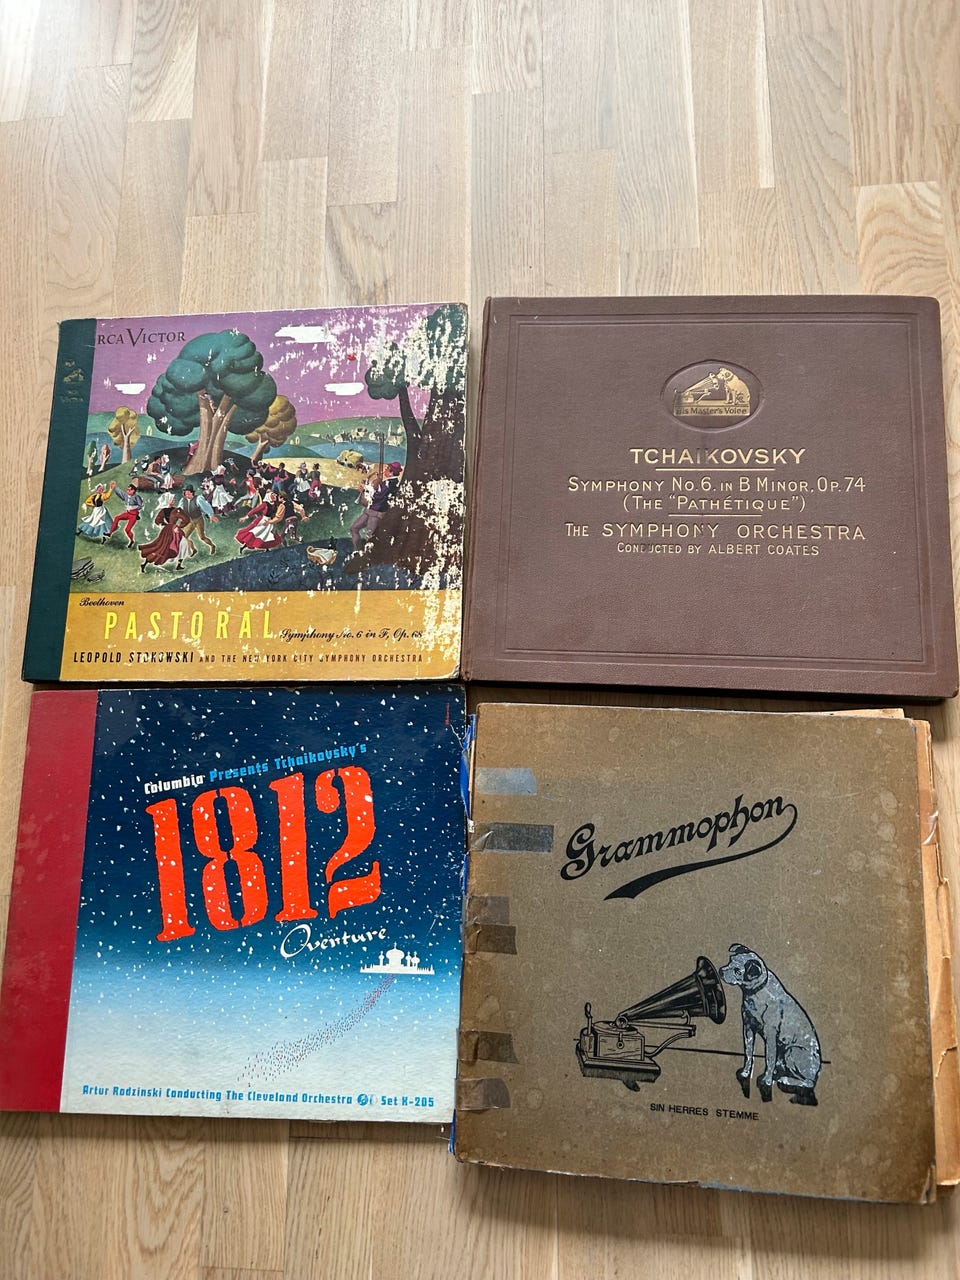 RCA VICTOR
Beethoven
PASTORAL Symphony No. 6 in F, Op. 68
LEOPOLD STOKOWSKI AND THE NEW YORK CITY SYMPHONY ORCHESTRA
His Master's Voice
TCHAIKOVSKY
SYMPHONY No. 6. IN B MINOR, OP. 74
(THE "PATHÉTIQUE")
THE SYMPHONY ORCHESTRA
CONDUCTED BY ALBERT COATES
Columbia Presents Tchaikovsky's
1812
Overture
Artur Rodzinski Conducting The Cleveland Orchestra Set X-205
Grammophon
SIN HERRES STEMME